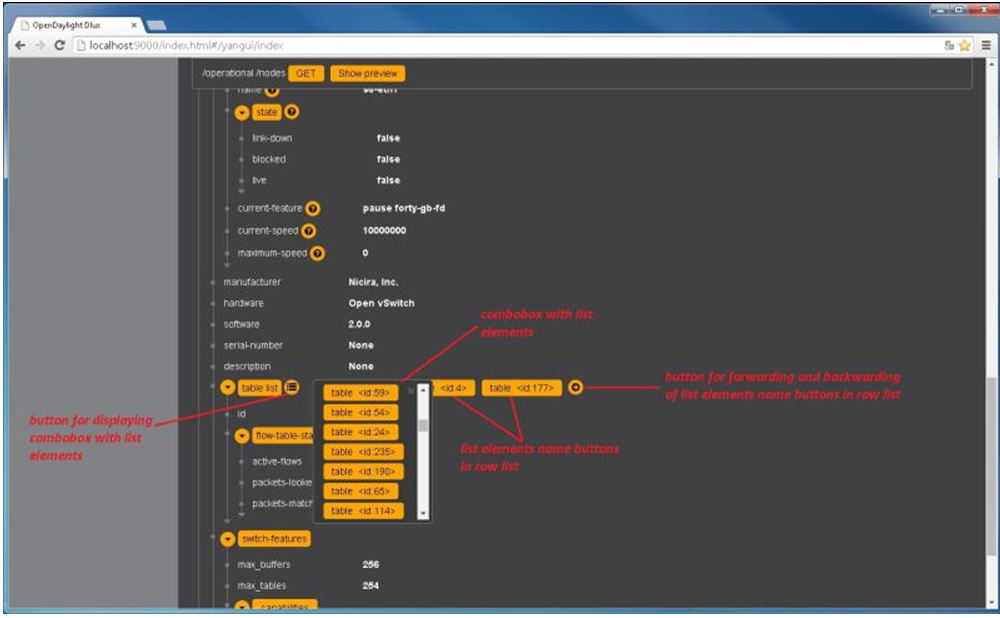 OpenDaylight Dlux
localhost:9000/index.html#/yangui/index
/operational /nodes GET Show preview
name
state
link-down false
blocked false
live false
current-feature pause forty-gb-fd
current-speed 10000000
maximum-speed 0
manufacturer Nicira, Inc.
hardware Open vSwitch
software 2.0.0
serial-number None
description None
combobox with list
elements
table list
<id:4> table <id:177>
button for forwarding and backwarding
of list elements name buttons in row list
button for displaying
combobox with list
elements
table <id:59>
table <id:54>
table <id:24>
table <id:235>
table <id:190>
table <id:65>
table <id:114>
list elements name buttons
in row list
id
flow-table-sta
active-flows
packets-looke
packets-match
switch-features
max_buffers 256
max_tables 254
capabilities